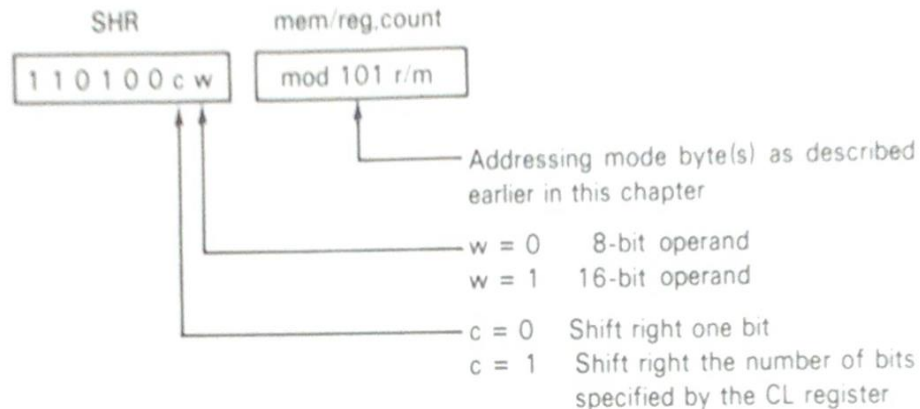 SHR mem/reg,count
1 1 0 1 0 0 c w mod 101 r/m
Addressing mode byte(s) as described
earlier in this chapter
w = 0 8-bit operand
w = 1 16-bit operand
c = 0 Shift right one bit
c = 1 Shift right the number of bits
specified by the CL register